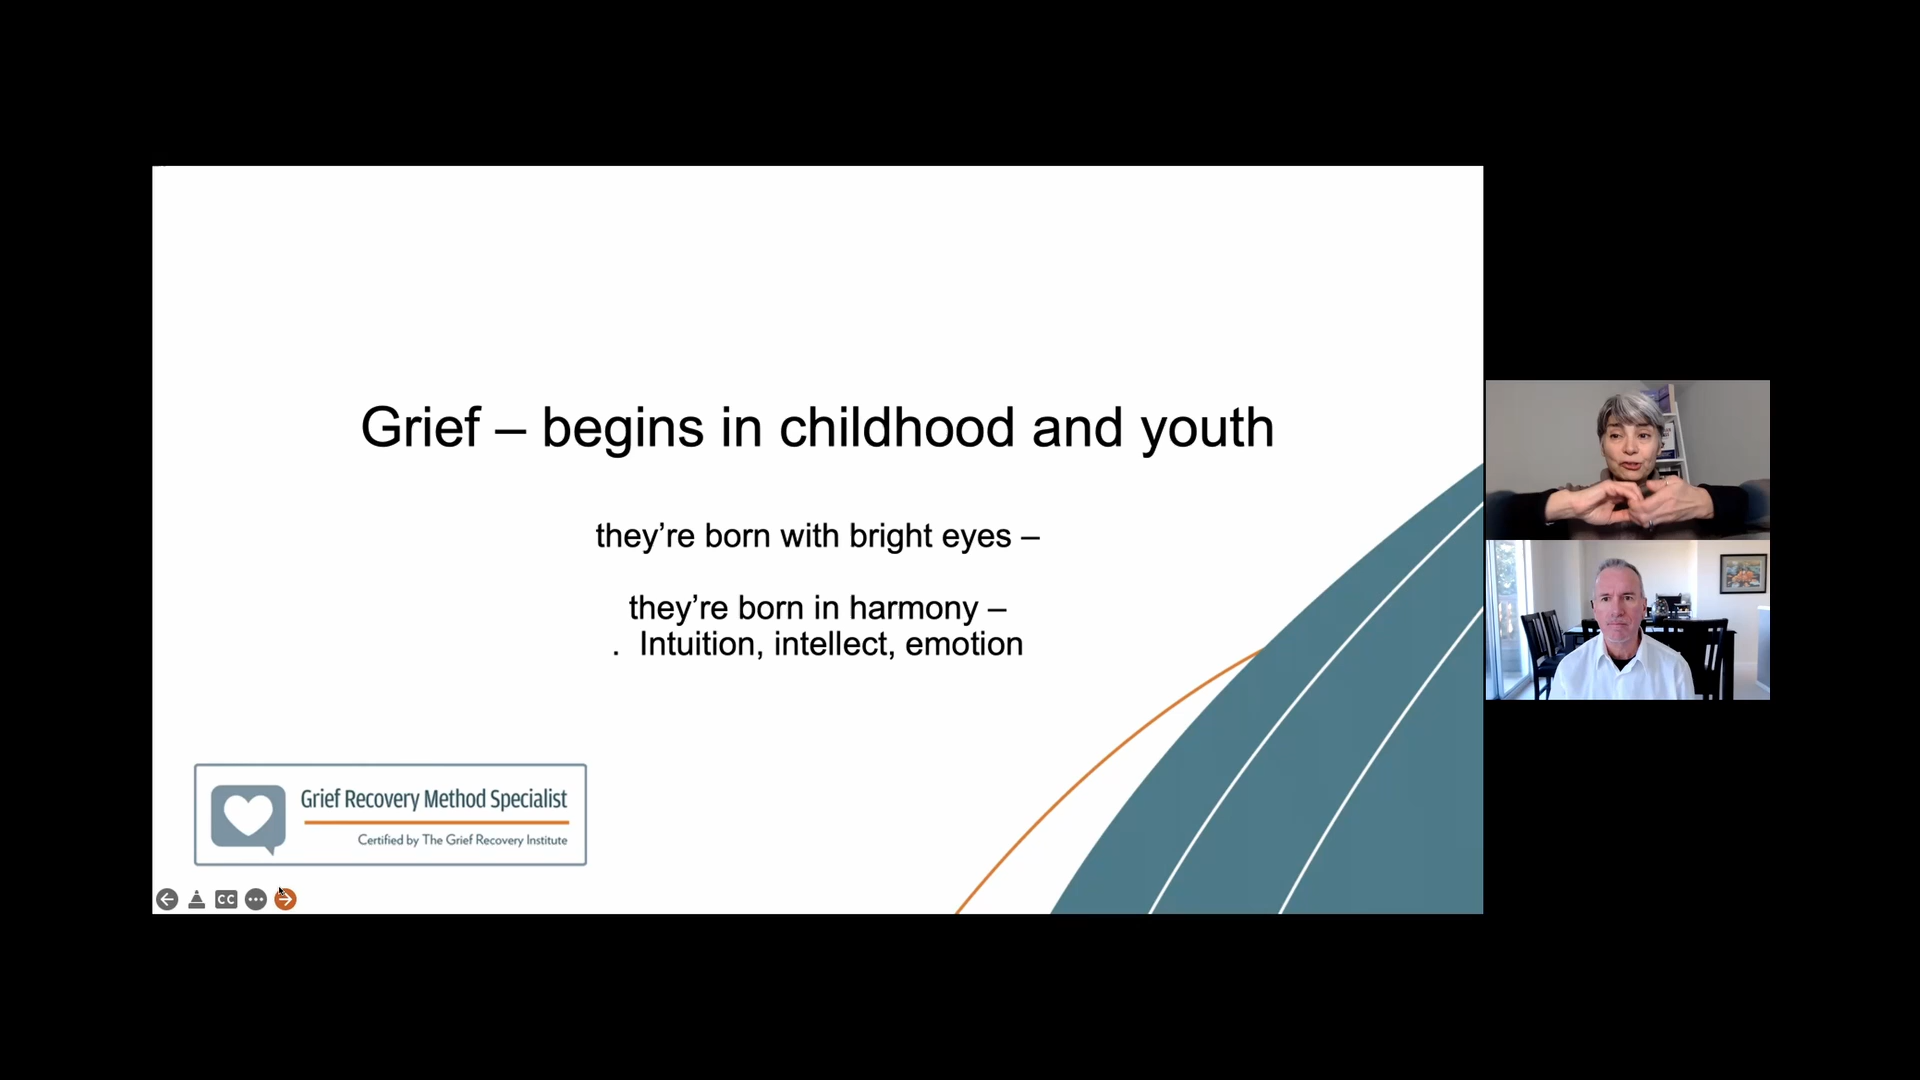 Grief – begins in childhood and youth
they’re born with bright eyes –
they’re born in harmony –
. Intuition, intellect, emotion
Grief Recovery Method Specialist
Certified by The Grief Recovery Institute
CC